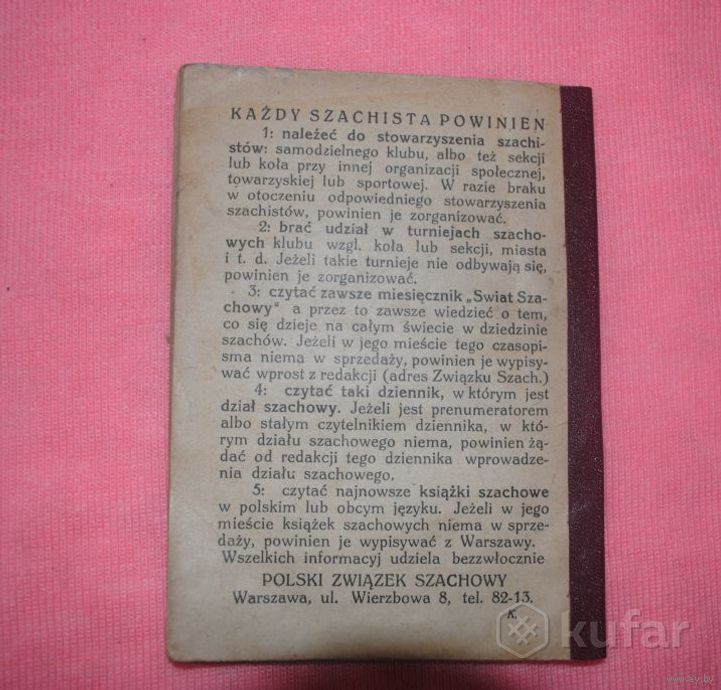 KAŻDY SZACHISTA POWINIEN
1: należeć do stowarzyszenia szachi-
stów: samodzielnego klubu, albo też sekcji
lub koła przy innej organizacji społecznej,
towarzyskiej lub sportowej. W razie braku
w otoczeniu odpowiedniego stowarzyszenia
szachistów, powinien je zorganizować.
2: brać udział w turniejach szacho-
wych klubu wzgl. koła lub sekcji, miasta
i t. d. Jeżeli takie turnieje nie odbywają się,
powinien je zorganizować.
3: czytać zawsze miesięcznik „Swiat Sza-
chowy" a przez to zawsze wiedzieć o tem,
co się dzieje na całym świecie w dziedzinie
szachów. Jeżeli w jego mieście tego czasopi-
sma niema w sprzedaży, powinien je wypisy-
wać wprost z redakcji (adres Związku Szach.)
4: czytać taki dziennik, w którym jest
dział szachowy. Jeżeli jest prenumeratorem
albo stałym czytelnikiem dziennika, w któ-
rym działu szachowego niema, powinien żą-
dać od redakcji tego dziennika wprowadze-
nia działu szachowego.
5: czytać najnowsze książki szachowe
w polskim lub obcym języku. Jeżeli w jego
mieście książek szachowych niema w sprze-
daży, powinien je wypisywać z Warszawy.
Wszelkich informacyj udziela bezzwłocznie
POLSKI ZWIĄZEK SZACHOWY
Warszawa, ul. Wierzbowa 8, tel. 82-13.
K.
kufar
www.ay.by